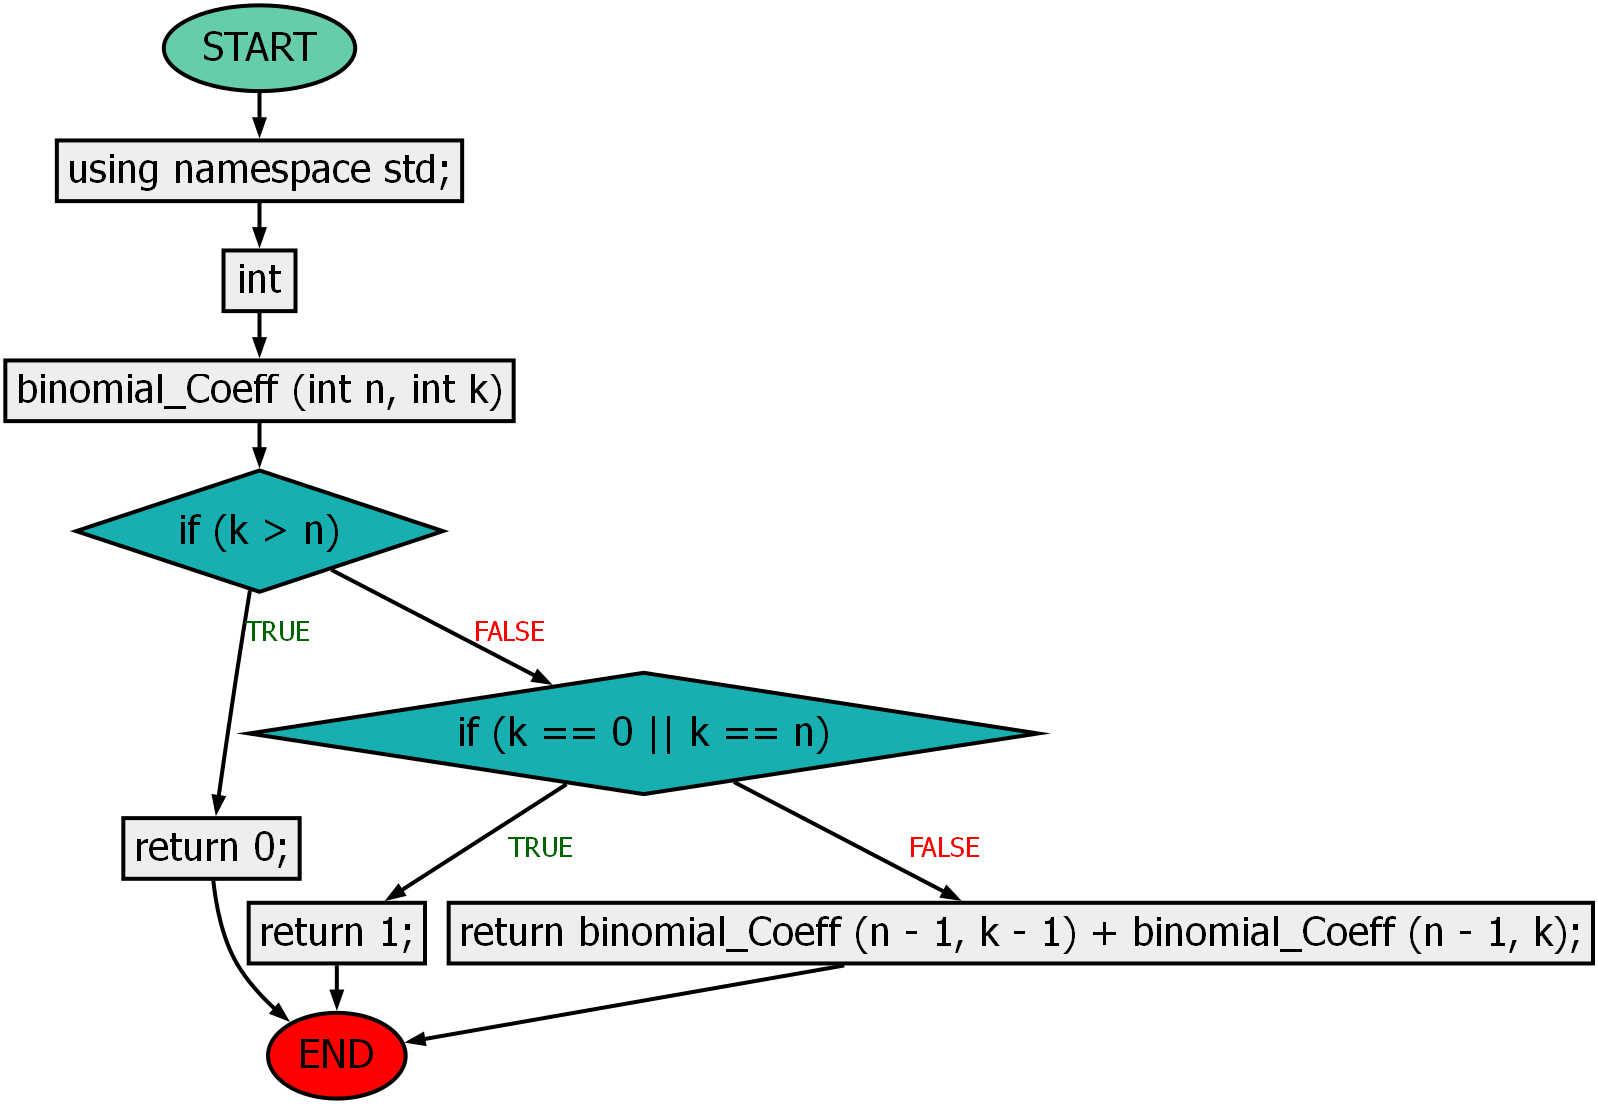 START
using namespace std;
int
binomial_Coeff (int n, int k)
if (k > n)
TRUE
FALSE
if (k == 0 || k == n)
return 0;
TRUE
FALSE
return 1;
return binomial_Coeff (n - 1, k - 1) + binomial_Coeff (n - 1, k);
END